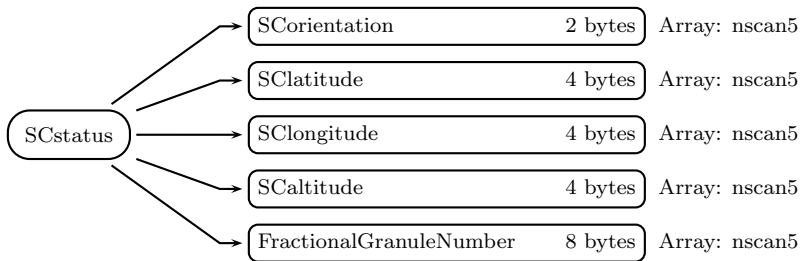 SCorientation 2 bytes Array: nscan5
SClatitude 4 bytes Array: nscan5
SCstatus
SClongitude 4 bytes Array: nscan5
SCaltitude 4 bytes Array: nscan5
FractionalGranuleNumber 8 bytes Array: nscan5